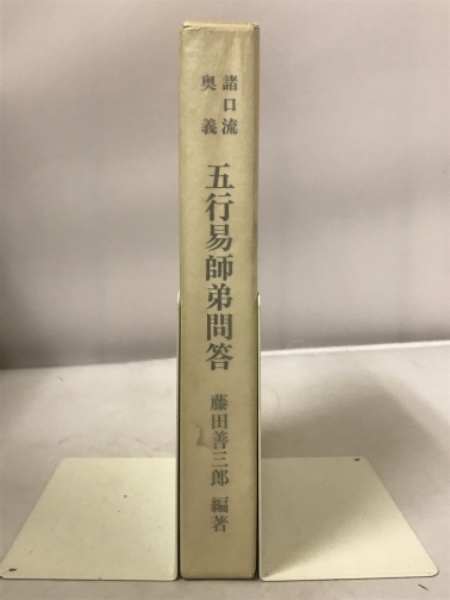 諸口流
奥義
五行易師弟問答
藤田善三郎 編著